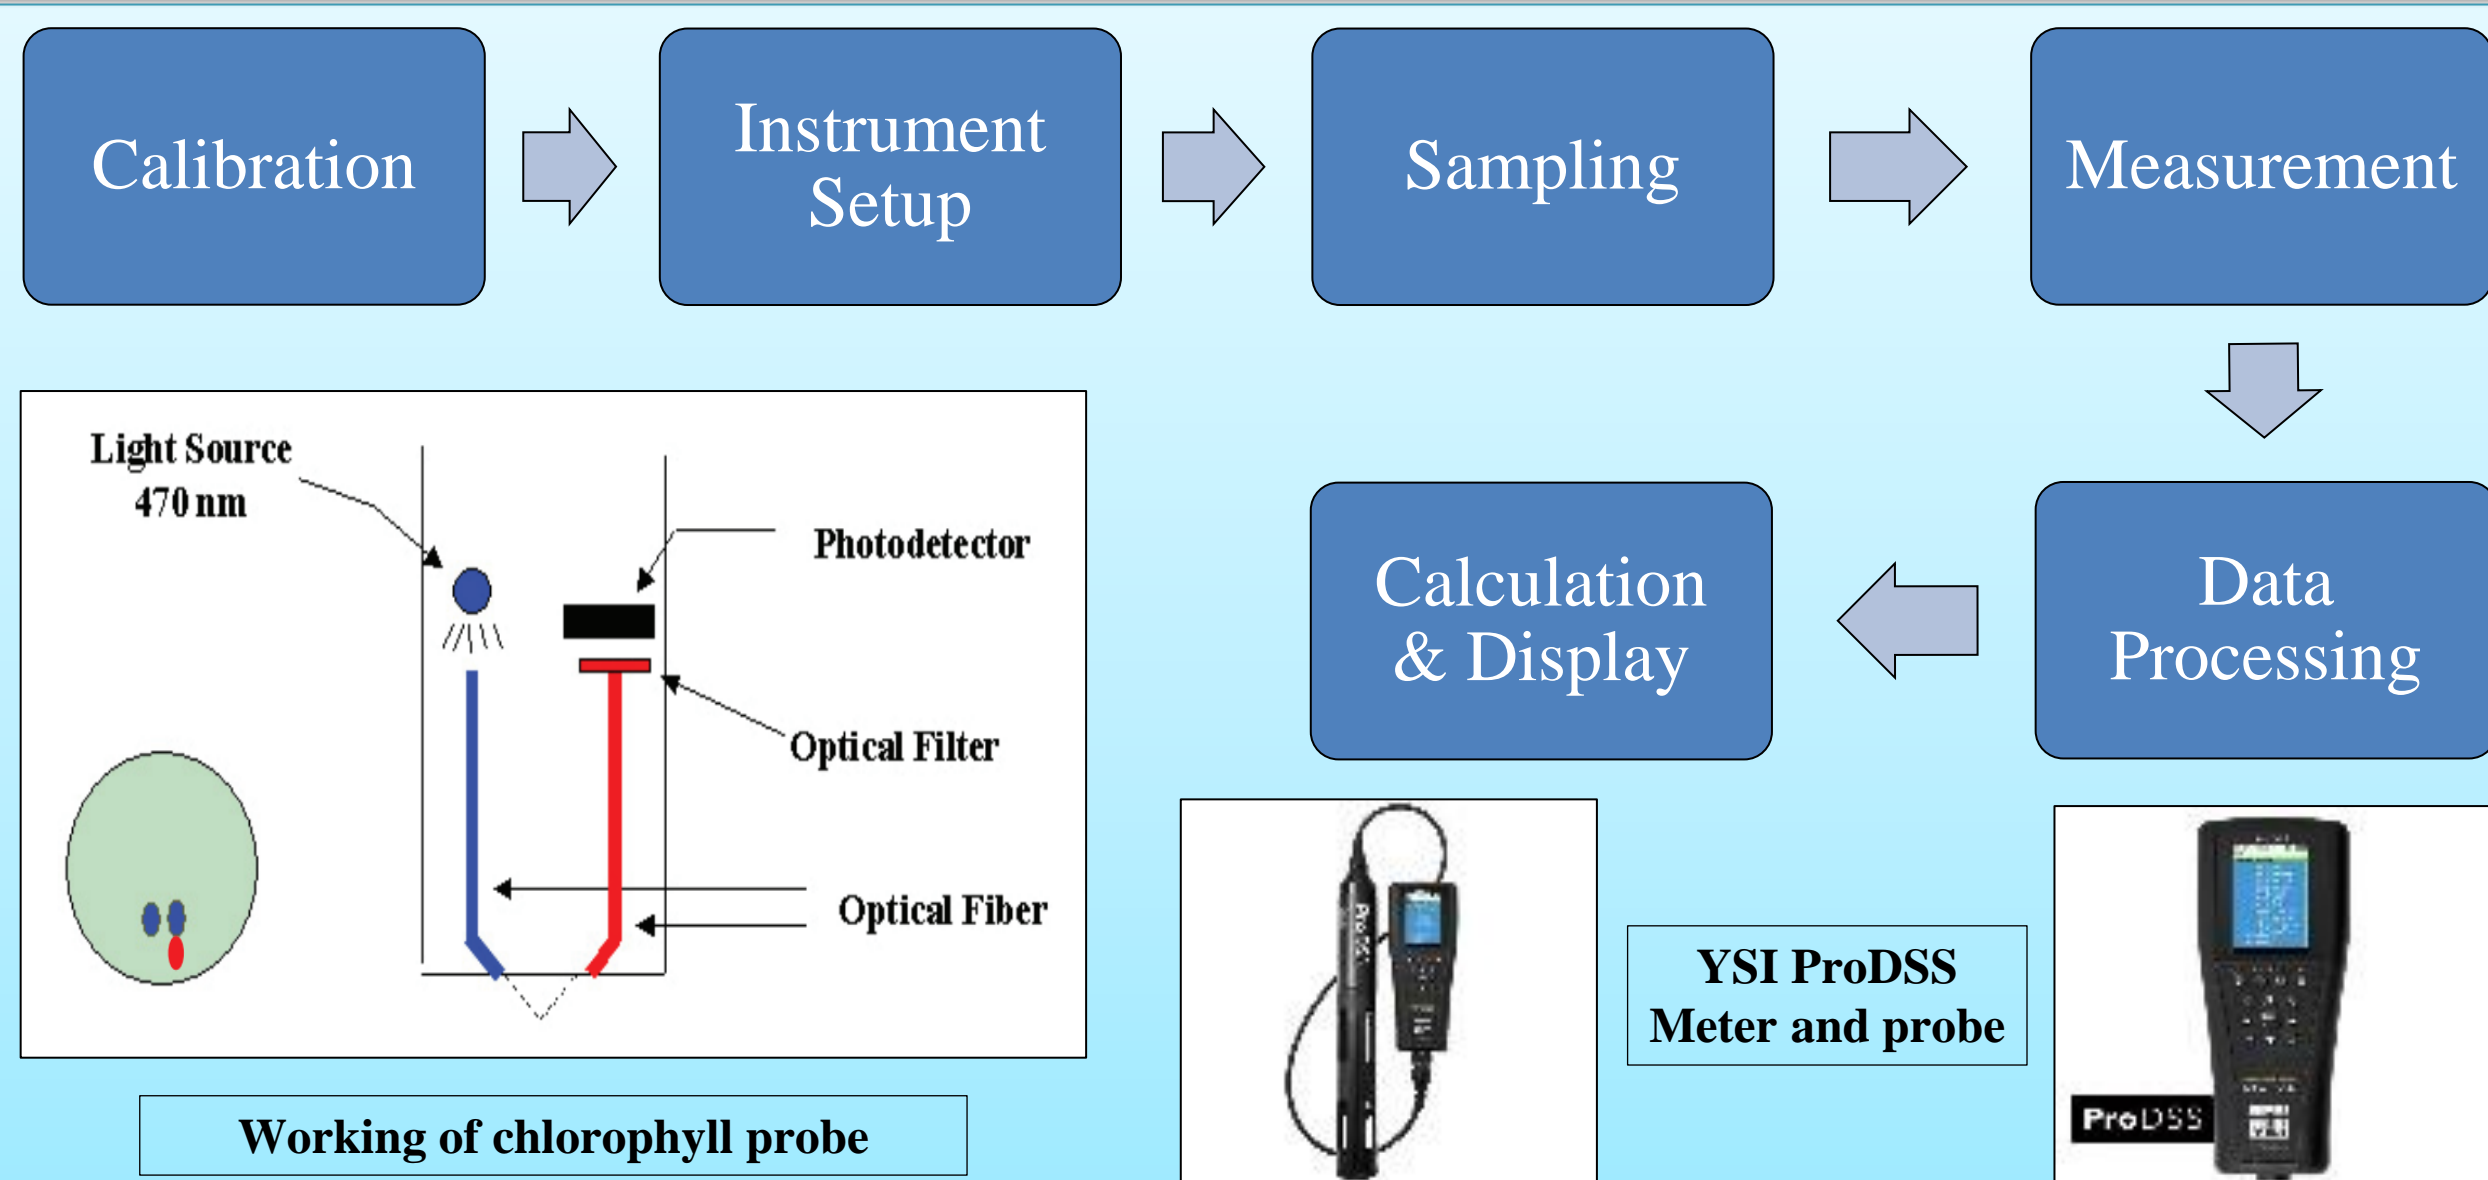 Calibration
Instrument
Setup
Sampling
Measurement
Light Source
470 nm
Photodetector
Optical Filter
Optical Fiber
Calculation
& Display
Data
Processing
ProDSS
YSI ProDSS
Meter and probe
ProDSS
Working of chlorophyll probe